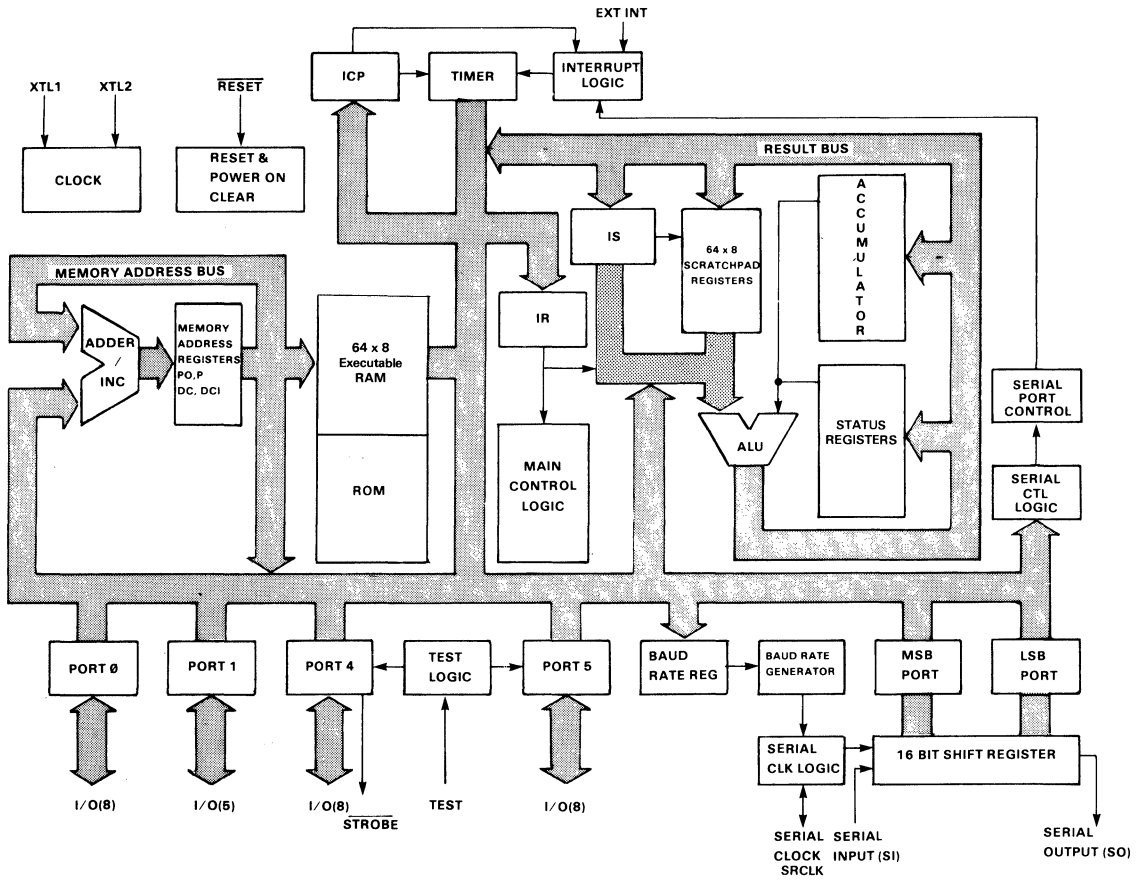 EXT INT
ICP
TIMER
INTERRUPT
LOGIC
XTL1
XTL2
RESET
CLOCK
RESET &
POWER ON
CLEAR
RESULT BUS
IS
64 x 8
SCRATCHPAD
REGISTERS
ACCUMULATOR
MEMORY ADDRESS BUS
ADDER
INC
MEMORY
ADDRESS
REGISTERS
PO,P
DC, DCI
64 x 8
Executable
RAM
ROM
IR
MAIN
CONTROL
LOGIC
ALU
STATUS
REGISTERS
SERIAL
PORT
CONTROL
SERIAL
CTL
LOGIC
PORT Ø
PORT 1
PORT 4
TEST
LOGIC
PORT 5
BAUD
RATE REG
BAUD RATE
GENERATOR
MSB
PORT
LSB
PORT
SERIAL
CLK LOGIC
16 BIT SHIFT REGISTER
I/O(8)
I/O(5)
I/O(8)
STROBE
TEST
I/O(8)
SERIAL
CLOCK
SRCLK
SERIAL
INPUT (SI)
SERIAL
OUTPUT (SO)